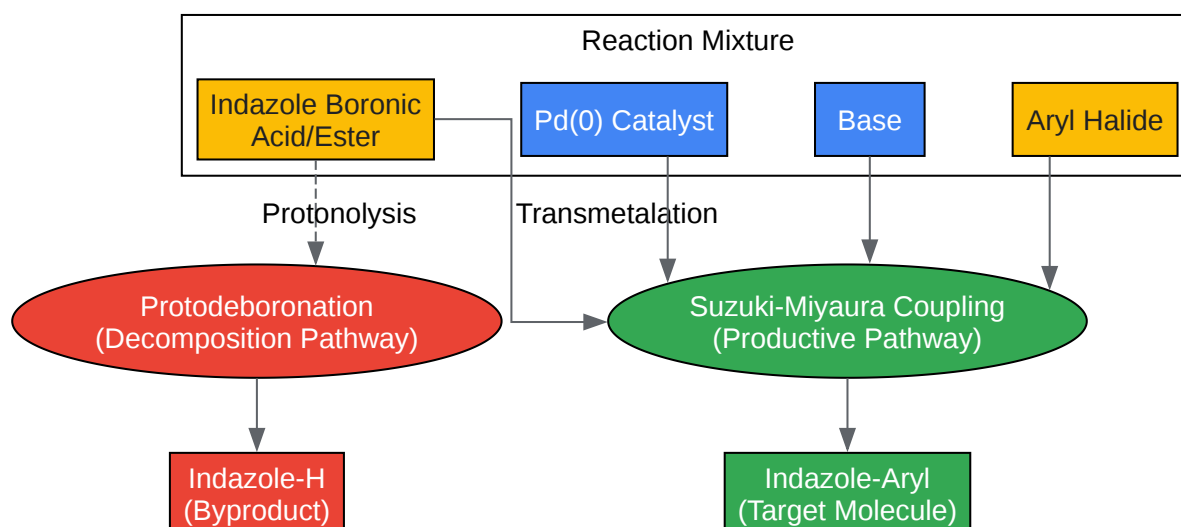 Reaction Mixture
Indazole Boronic
Acid/Ester
Pd(0) Catalyst
Base
Aryl Halide
Protonolysis
Transmetalation
Protodeboronation
(Decomposition Pathway)
Suzuki-Miyaura Coupling
(Productive Pathway)
Indazole-H
(Byproduct)
Indazole-Aryl
(Target Molecule)